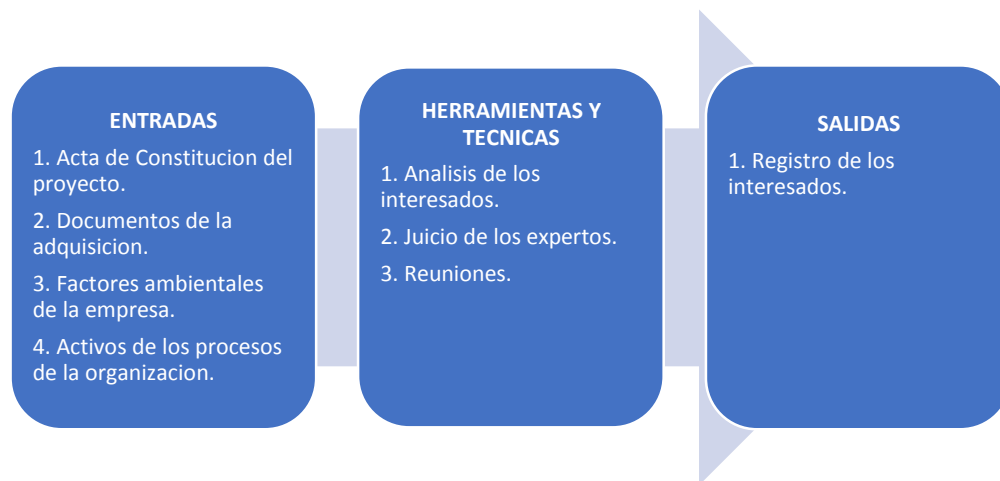 ENTRADAS
1. Acta de Constitucion del
proyecto.
2. Documentos de la
adquisicion.
3. Factores ambientales
de la empresa.
4. Activos de los procesos
de la organizacion.
HERRAMIENTAS Y
TECNICAS
1. Analisis de los
interesados.
2. Juicio de los expertos.
3. Reuniones.
SALIDAS
1. Registro de los
interesados.